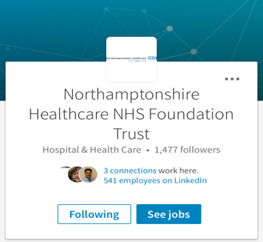 Northamptonshire
Healthcare NHS Foundation
Trust
Hospital & Health Care • 1,477 followers
3 connections work here.
541 employees on LinkedIn
Following See jobs